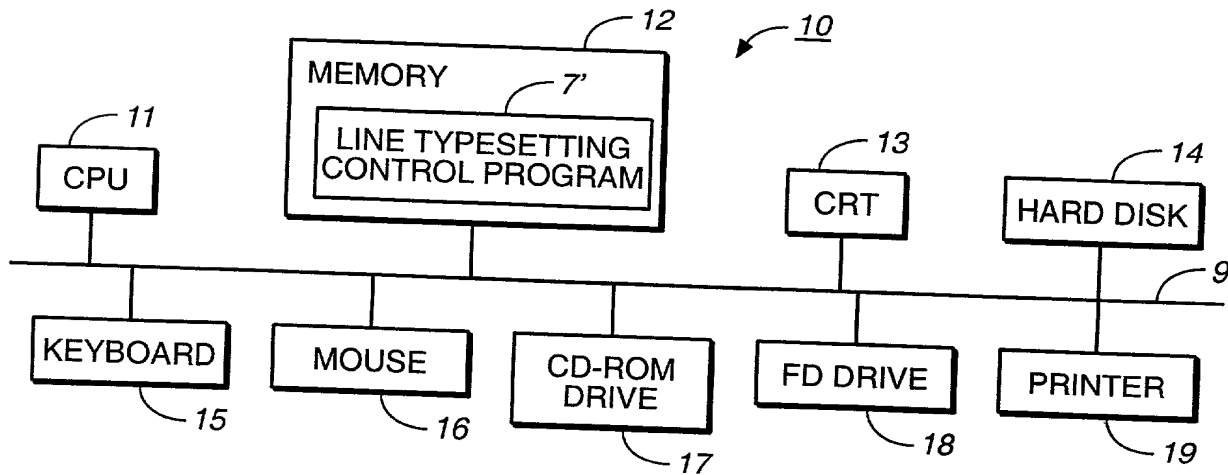 12
10
MEMORY
7'
LINE TYPESETTING
CONTROL PROGRAM
11
CPU
13
CRT
14
HARD DISK
9
KEYBOARD
15
MOUSE
16
CD-ROM
DRIVE
17
FD DRIVE
18
PRINTER
19